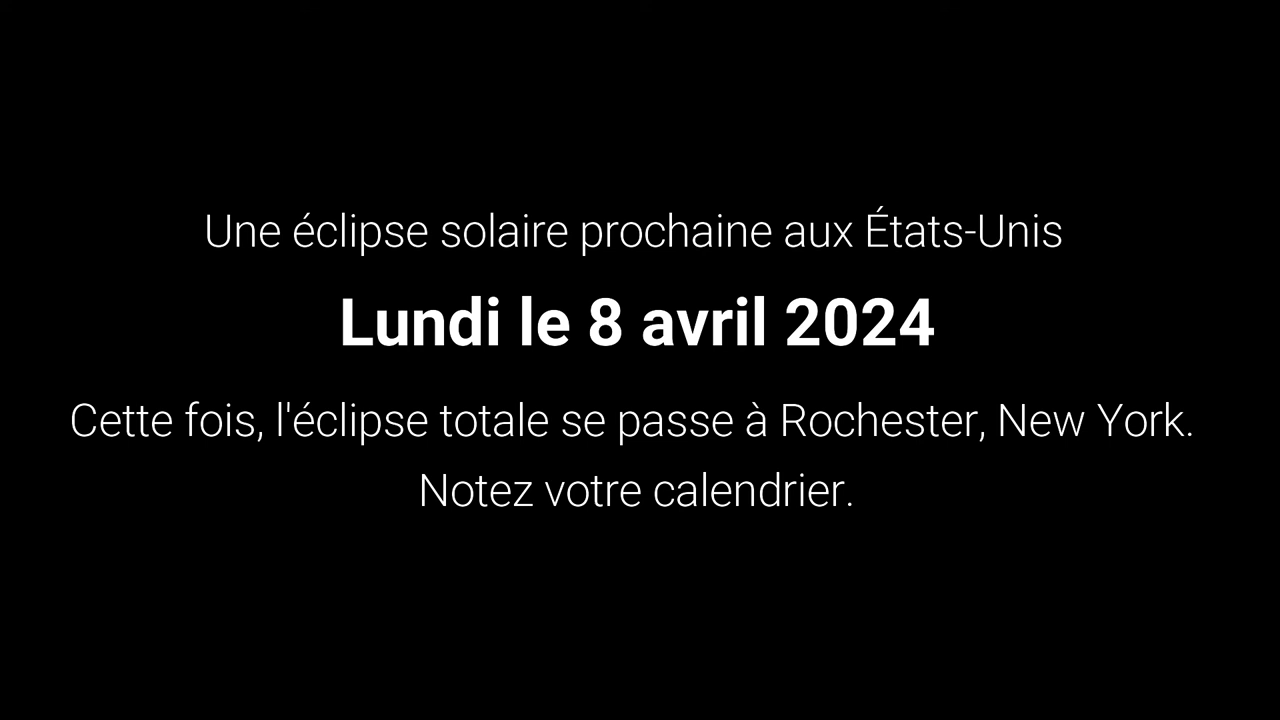 Une éclipse solaire prochaine aux États-Unis
Lundi le 8 avril 2024
Cette fois, l'éclipse totale se passe à Rochester, New York.
Notez votre calendrier.